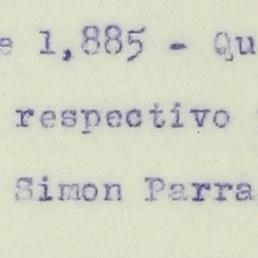 e 1,885 - Qu
respectivo
Simon Parra